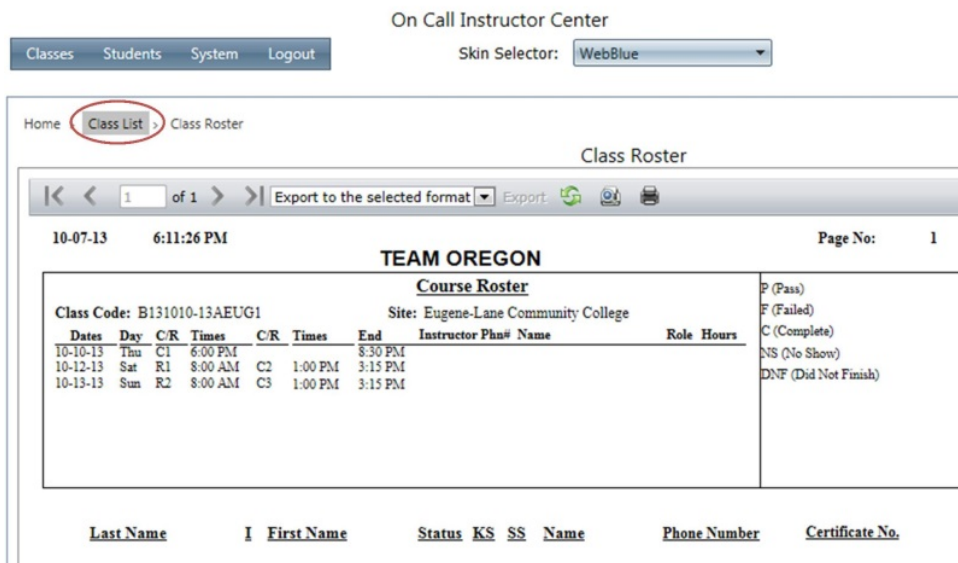 On Call Instructor Center
Classes Students System Logout Skin Selector: WebBlue
Home › Class List › Class Roster
Class Roster
1 of 1 Export to the selected format Export
10-07-13 6:11:26 PM Page No: 1
TEAM OREGON
Course Roster
P (Pass)
Class Code: B131010-13AEUG1 Site: Eugene-Lane Community College
F (Failed)
Dates Day C/R Times C/R Times End Instructor Phn# Name Role Hours
C (Complete)
10-10-13 Thu C1 6:00 PM 8:30 PM
NS (No Show)
10-12-13 Sat R1 8:00 AM C2 1:00 PM 3:15 PM
DNF (Did Not Finish)
10-13-13 Sun R2 8:00 AM C3 1:00 PM 3:15 PM
Last Name I First Name Status KS SS Name Phone Number Certificate No.